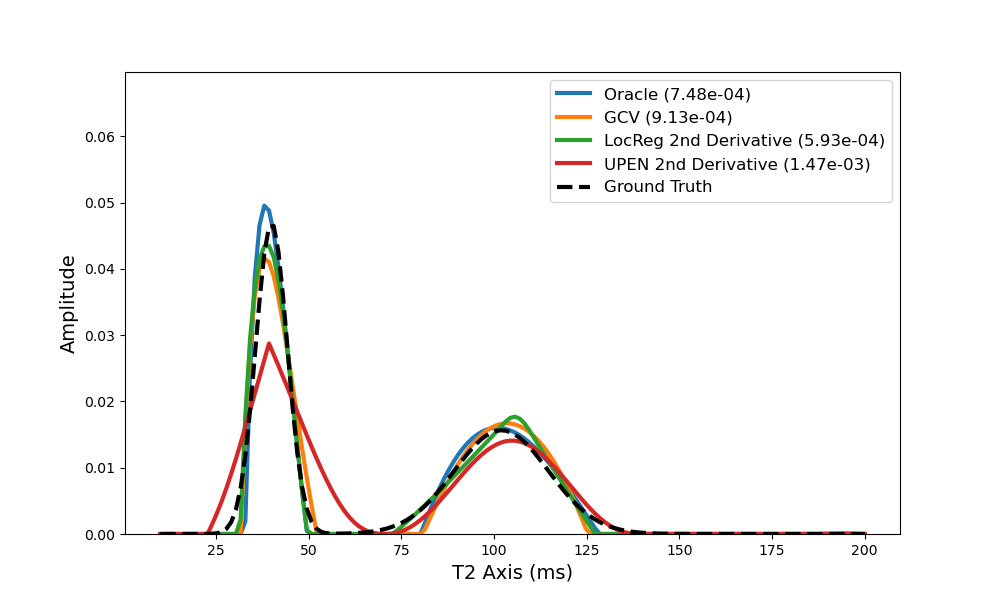 Oracle (7.48e-04)
GCV (9.13e-04)
LocReg 2nd Derivative (5.93e-04)
UPEN 2nd Derivative (1.47e-03)
Ground Truth
Amplitude
0.06
0.05
0.04
0.03
0.02
0.01
0.00
25 50 75 100 125 150 175 200
T2 Axis (ms)